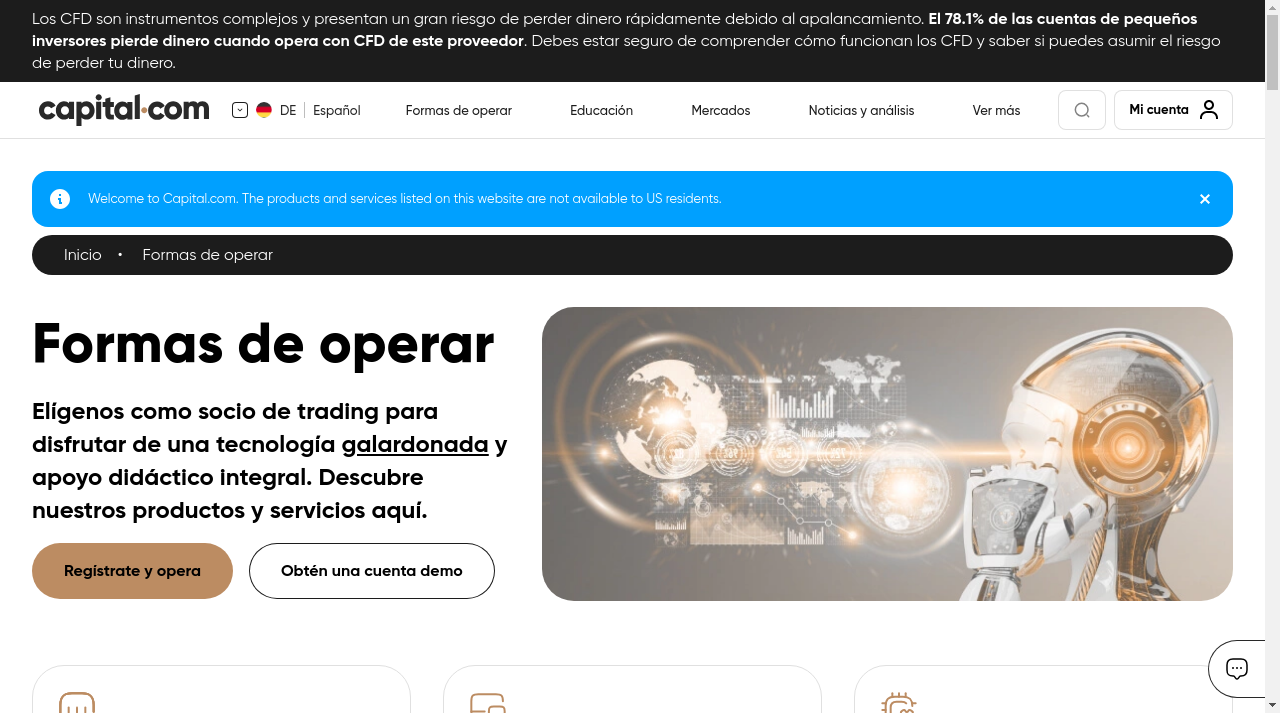 Los CFD son instrumentos complejos y presentan un gran riesgo de perder dinero rápidamente debido al apalancamiento. El 78.1% de las cuentas de pequeños
inversores pierde dinero cuando opera con CFD de este proveedor. Debes estar seguro de comprender cómo funcionan los CFD y saber si puedes asumir el riesgo
de perder tu dinero.
capital.com DE Español Formas de operar Educación Mercados Noticias y análisis Ver más Mi cuenta
Welcome to Capital.com. The products and services listed on this website are not available to US residents.
Inicio • Formas de operar
Formas de operar
Elígenos como socio de trading para
disfrutar de una tecnología galardonada y
apoyo didáctico integral. Descubre
nuestros productos y servicios aquí.
Regístrate y opera Obtén una cuenta demo